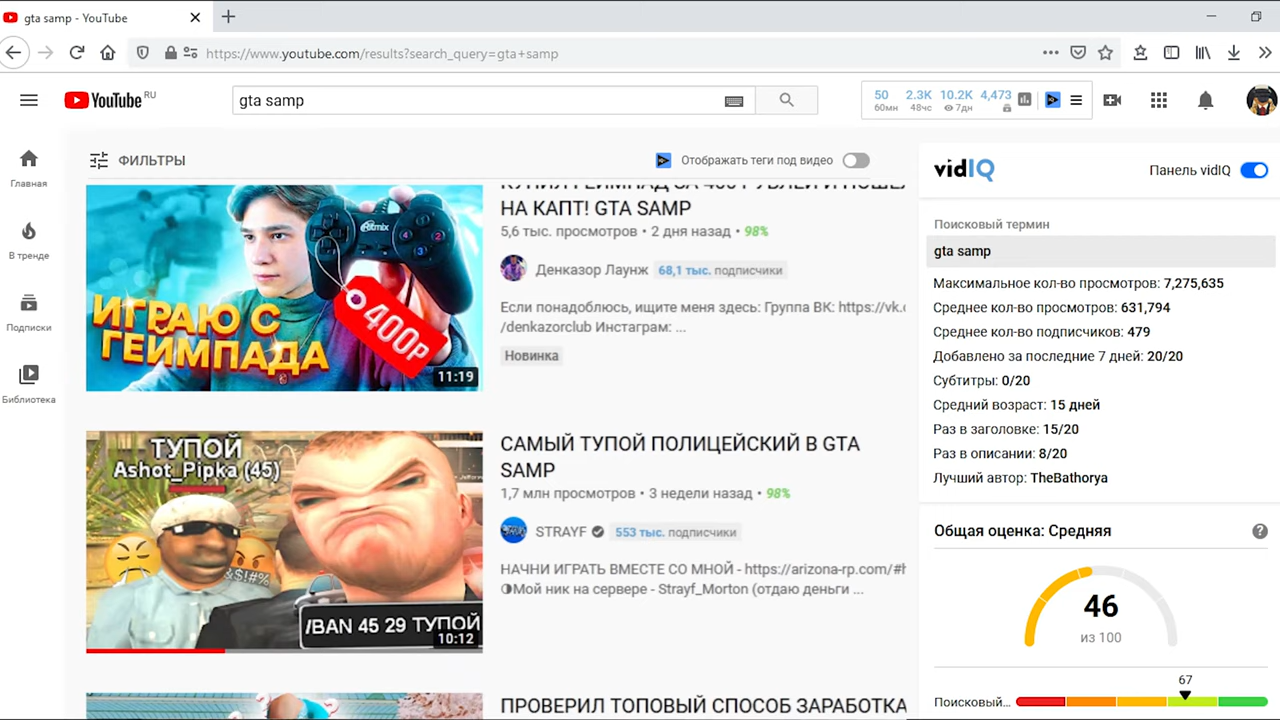 gta samp - YouTube
https://www.youtube.com/results?search_query=gta+samp
YouTube RU
gta samp
50 2.3K 10.2K 4,473
60мн 48чс 7дн
Главная
В тренде
Подписки
Библиотека
ФИЛЬТРЫ
Отображать теги под видео
КУПИЛ ГЕЙМПАД ЗА 400 РУБЛЕЙ И ПОШЕЛ
НА КАПТ! GTA SAMP
5,6 тыс. просмотров • 2 дня назад • 98%
Денказор Лаунж 68,1 тыс. подписчики
Если понадоблюсь, ищите меня здесь: Группа ВК: https://vk.c
/denkazorclub Инстаграм: ...
Новинка
Ritmix
ИГРАЮ С
ГЕЙМПАДА
400Р
11:19
САМЫЙ ТУПОЙ ПОЛИЦЕЙСКИЙ В GTA
SAMP
1,7 млн просмотров • 3 недели назад • 98%
STRAYF 553 тыс. подписчики
НАЧНИ ИГРАТЬ ВМЕСТЕ СО МНОЙ - https://arizona-rp.com/#h
Мой ник на сервере - Strayf_Morton (отдаю деньги ...
ТУПОЙ
Ashot_Pipka (45)
&$!#%
/BAN 45 29 ТУПОЙ
10:12
ПРОВЕРИЛ ТОПОВЫЙ СПОСОБ ЗАРАБОТКА
vidIQ
Панель vidIQ
Поисковый термин
gta samp
Максимальное кол-во просмотров: 7,275,635
Среднее кол-во просмотров: 631,794
Среднее кол-во подписчиков: 479
Добавлено за последние 7 дней: 20/20
Субтитры: 0/20
Средний возраст: 15 дней
Раз в заголовке: 15/20
Раз в описании: 8/20
Лучший автор: TheBathorya
Общая оценка: Средняя
?
46
из 100
67
Поисковый...